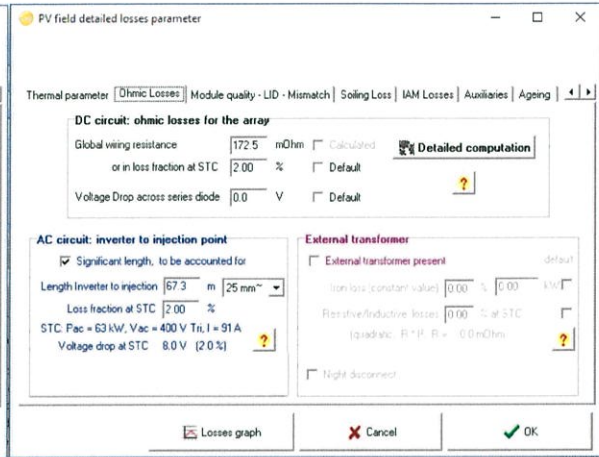 PV field detailed losses parameter
Thermal parameter | Ohmic Losses | Module quality - LID - Mismatch | Soiling Loss | IAM Losses | Auxiliaries | Ageing
DC circuit: ohmic losses for the array
Global wiring resistance 172.5 mOhm Calculated
Detailed computation
or in loss fraction at STC 2.00 % Default
?
Voltage Drop across series diode 0.0 V Default
AC circuit: inverter to injection point
Significant length, to be accounted for
Length Inverter to injection 67.3 m 25 mm~
Loss fraction at STC 2.00 %
STC: Pac = 63 kW, Vac = 400 V Tri, I = 91 A
Voltage drop at STC 8.0 V (2.0 %)
?
External transformer
External transformer present default
Iron loss (constant value) 0.00 % 0.00 kW
Resistive/Inductive losses 0.00 % at STC
(quadratic: R * I², R = 0.0 mOhm)
?
Night disconnect
Losses graph
Cancel
OK